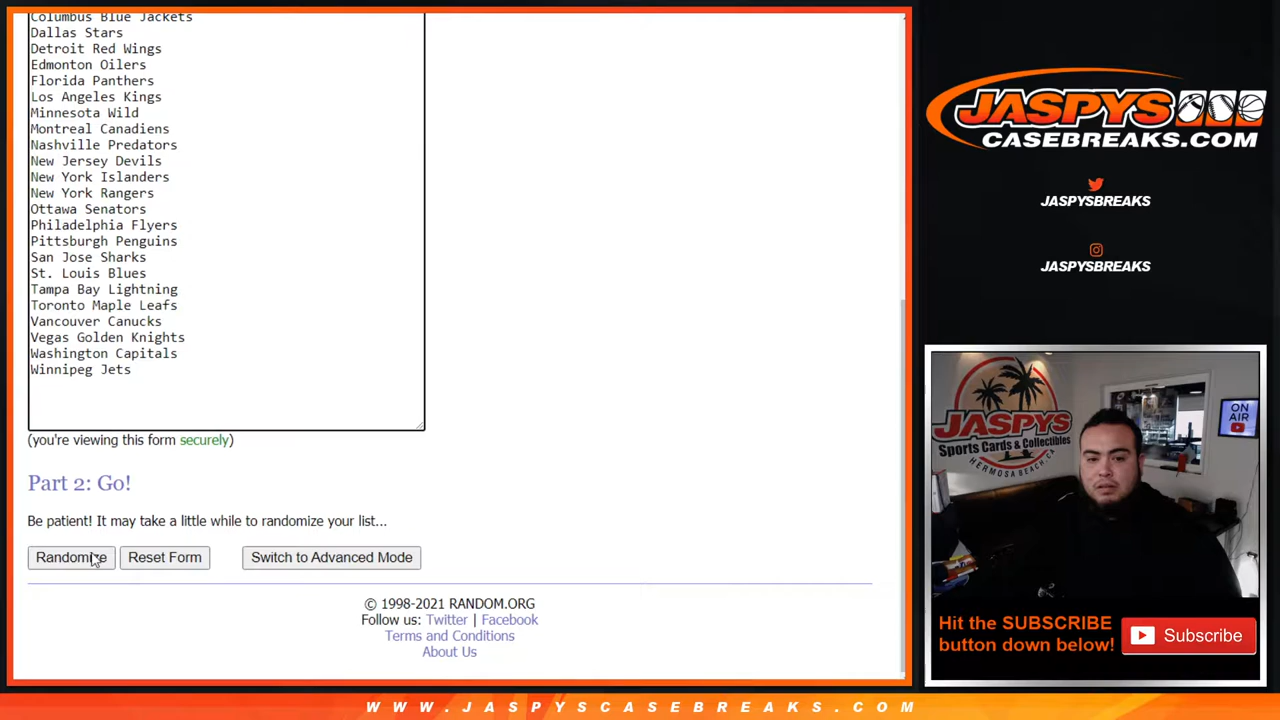 Columbus Blue Jackets
Dallas Stars
Detroit Red Wings
Edmonton Oilers
Florida Panthers
Los Angeles Kings
Minnesota Wild
Montreal Canadiens
Nashville Predators
New Jersey Devils
New York Islanders
New York Rangers
Ottawa Senators
Philadelphia Flyers
Pittsburgh Penguins
San Jose Sharks
St. Louis Blues
Tampa Bay Lightning
Toronto Maple Leafs
Vancouver Canucks
Vegas Golden Knights
Washington Capitals
Winnipeg Jets
(you're viewing this form securely)
Part 2: Go!
Be patient! It may take a little while to randomize your list...
Randomize Reset Form Switch to Advanced Mode
© 1998-2021 RANDOM.ORG
Follow us: Twitter | Facebook
Terms and Conditions
About Us
JASPYS
CASEBREAKS.COM
JASPYSBREAKS
JASPYSBREAKS
JASPYS
Sports Cards & Collectibles
HERMOSA BEACH, CA
ON AIR
Hit the SUBSCRIBE
button down below!
Subscribe
WWW.JASPYSCASEBREAKS.COM